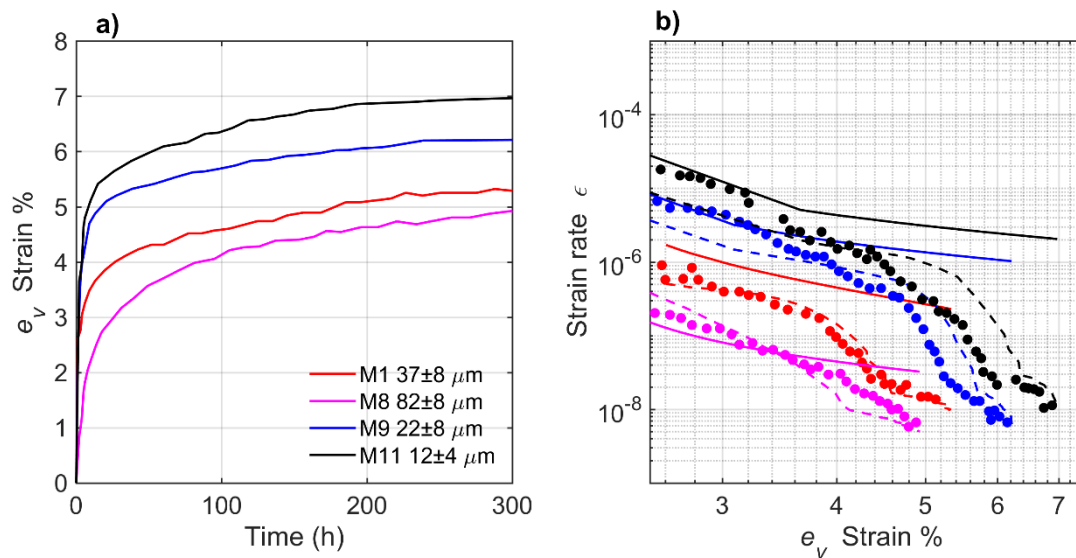 a)
8
7
6
5
4
3
2
1
0
e_v Strain %
0 100 200 300
Time (h)
M1 37±8 μm
M8 82±8 μm
M9 22±8 μm
M11 12±4 μm
b)
10^-4
10^-6
10^-8
Strain rate ϵ
3 4 5 6 7
e_v Strain %